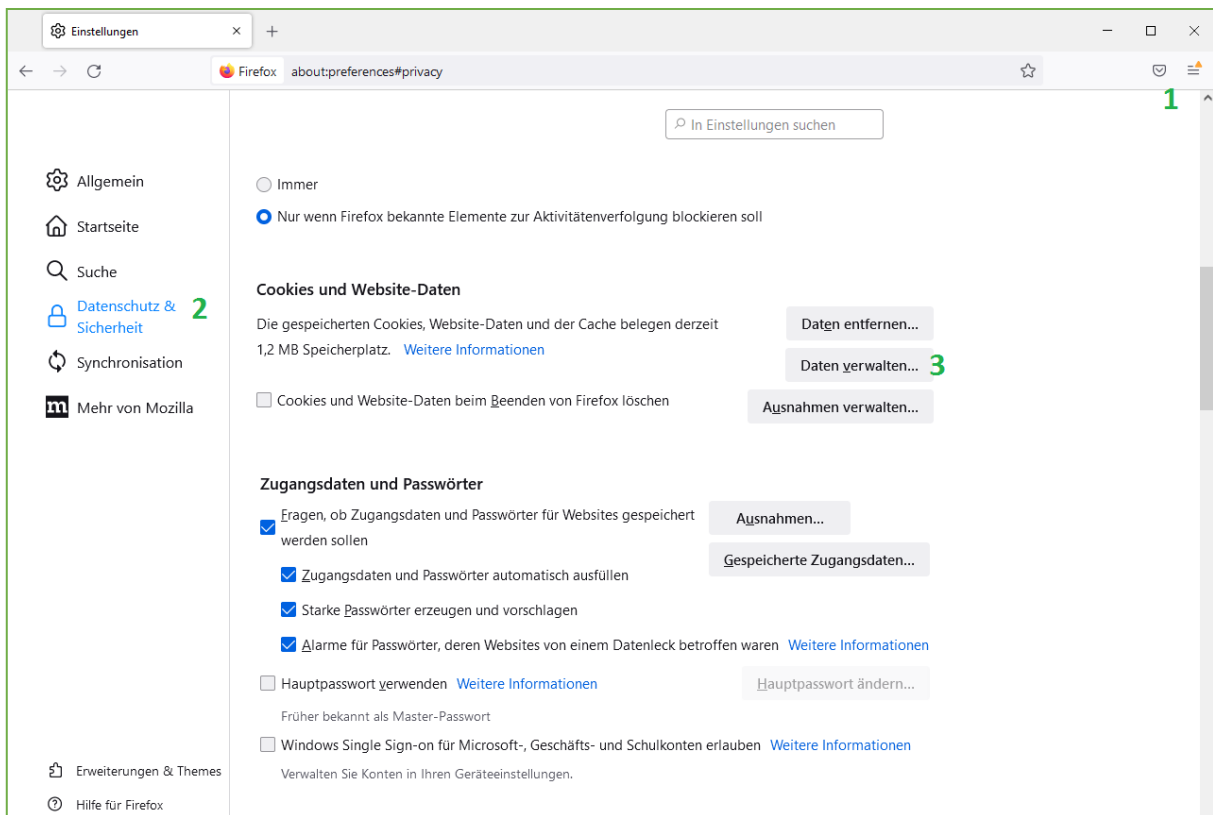 Einstellungen
Firefox about:preferences#privacy
1
In Einstellungen suchen
Allgemein
Startseite
Suche
Datenschutz &
Sicherheit
2
Synchronisation
Mehr von Mozilla
Erweiterungen & Themes
Hilfe für Firefox
Immer
Nur wenn Firefox bekannte Elemente zur Aktivitätenverfolgung blockieren soll
Cookies und Website-Daten
Die gespeicherten Cookies, Website-Daten und der Cache belegen derzeit
1,2 MB Speicherplatz. Weitere Informationen
Daten entfernen...
Daten verwalten...
3
Cookies und Website-Daten beim Beenden von Firefox löschen
Ausnahmen verwalten...
Zugangsdaten und Passwörter
Fragen, ob Zugangsdaten und Passwörter für Websites gespeichert
werden sollen
Ausnahmen...
Gespeicherte Zugangsdaten...
Zugangsdaten und Passwörter automatisch ausfüllen
Starke Passwörter erzeugen und vorschlagen
Alarme für Passwörter, deren Websites von einem Datenleck betroffen waren Weitere Informationen
Hauptpasswort verwenden Weitere Informationen
Hauptpasswort ändern...
Früher bekannt als Master-Passwort
Windows Single Sign-on für Microsoft-, Geschäfts- und Schulkonten erlauben Weitere Informationen
Verwalten Sie Konten in Ihren Geräteeinstellungen.